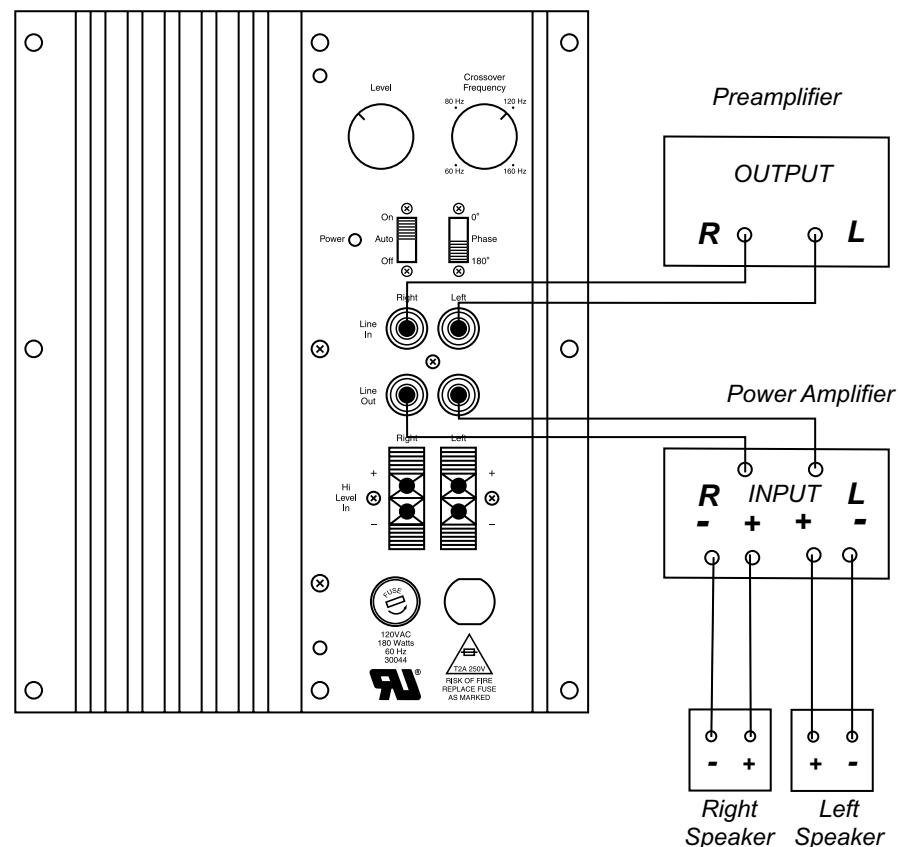 Level
Crossover
Frequency
80 Hz
120 Hz
60 Hz
160 Hz
On
Auto
Off
Power
0°
Phase
180°
Right
Left
Line
In
Line
Out
Right
Left
+
+
Hi
Level
In
–
–
FUSE
120VAC
180 Watts
60 Hz
30044
T2A 250V
RISK OF FIRE
REPLACE FUSE
AS MARKED
Preamplifier
OUTPUT
R
L
Power Amplifier
R INPUT L
- + + -
- +
+ -
Right
Speaker
Left
Speaker